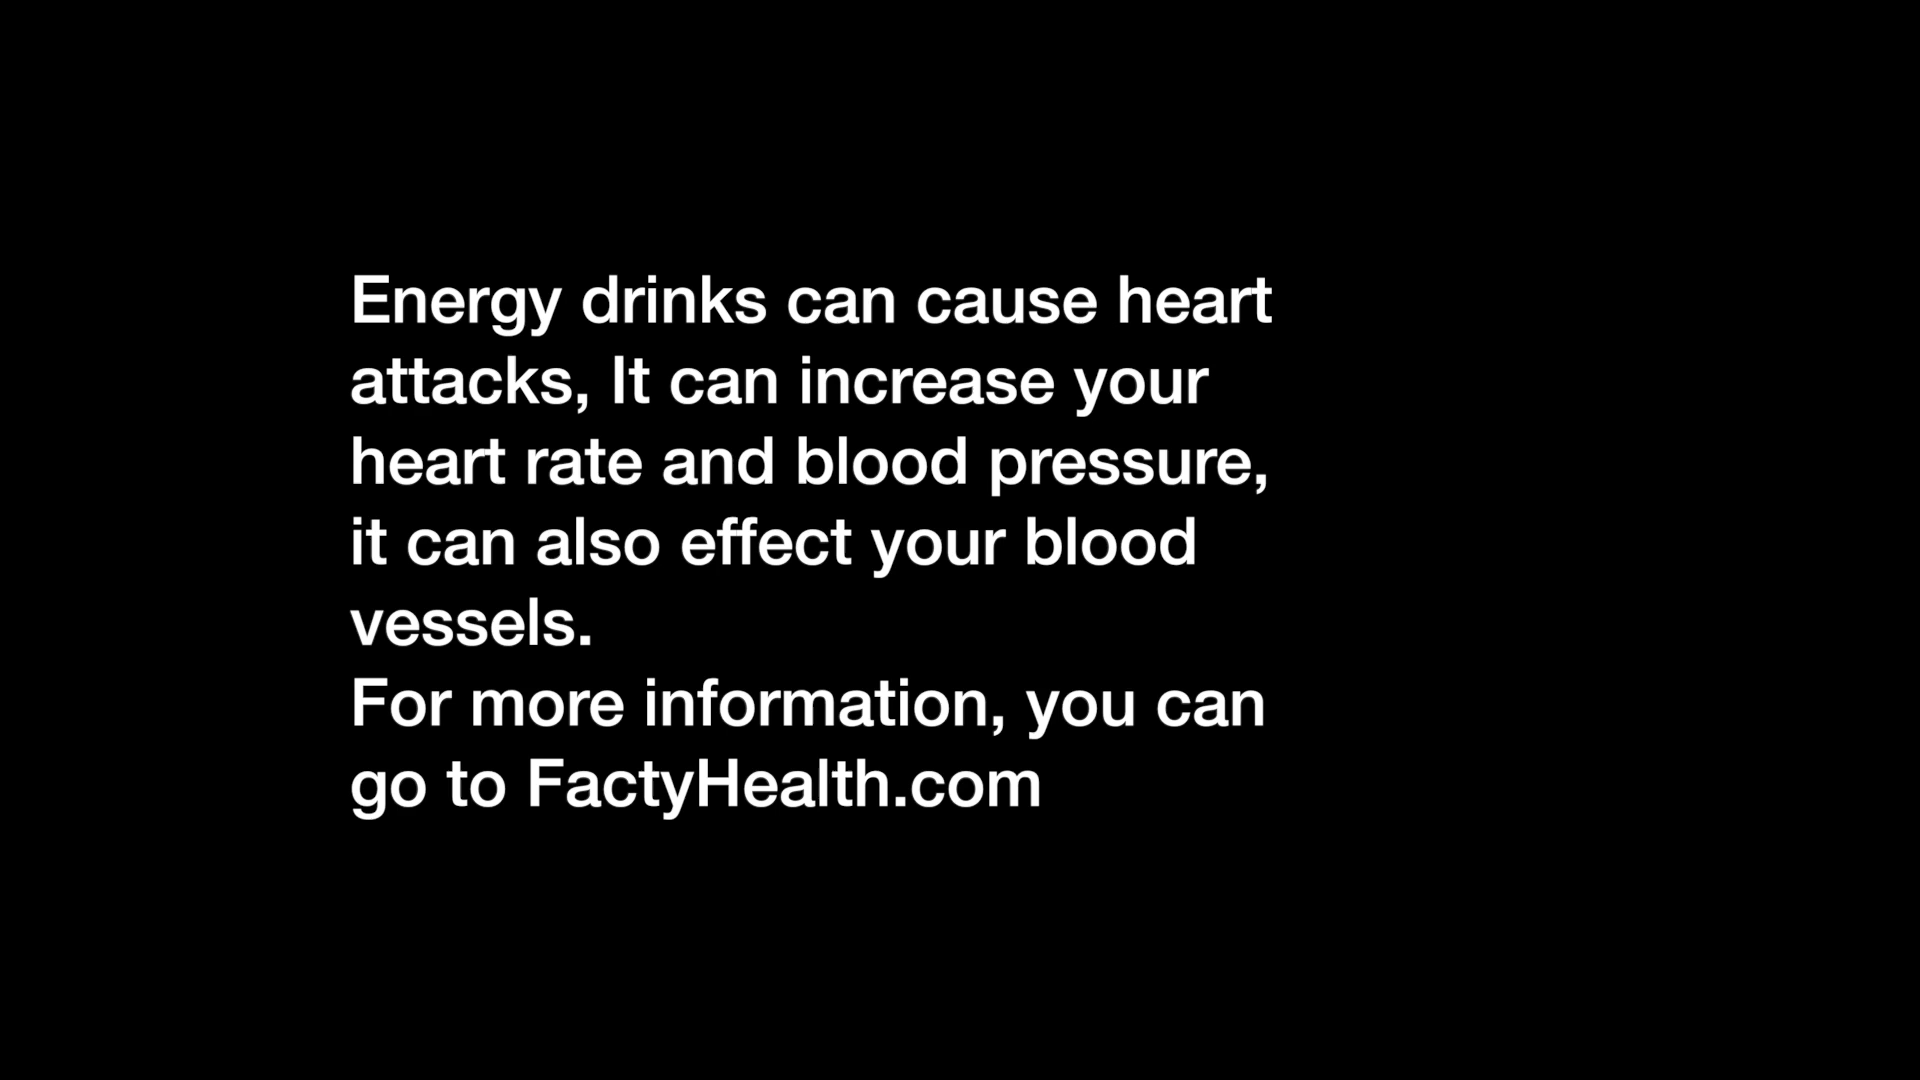 Energy drinks can cause heart
attacks, It can increase your
heart rate and blood pressure,
it can also effect your blood
vessels.
For more information, you can
go to FactyHealth.com